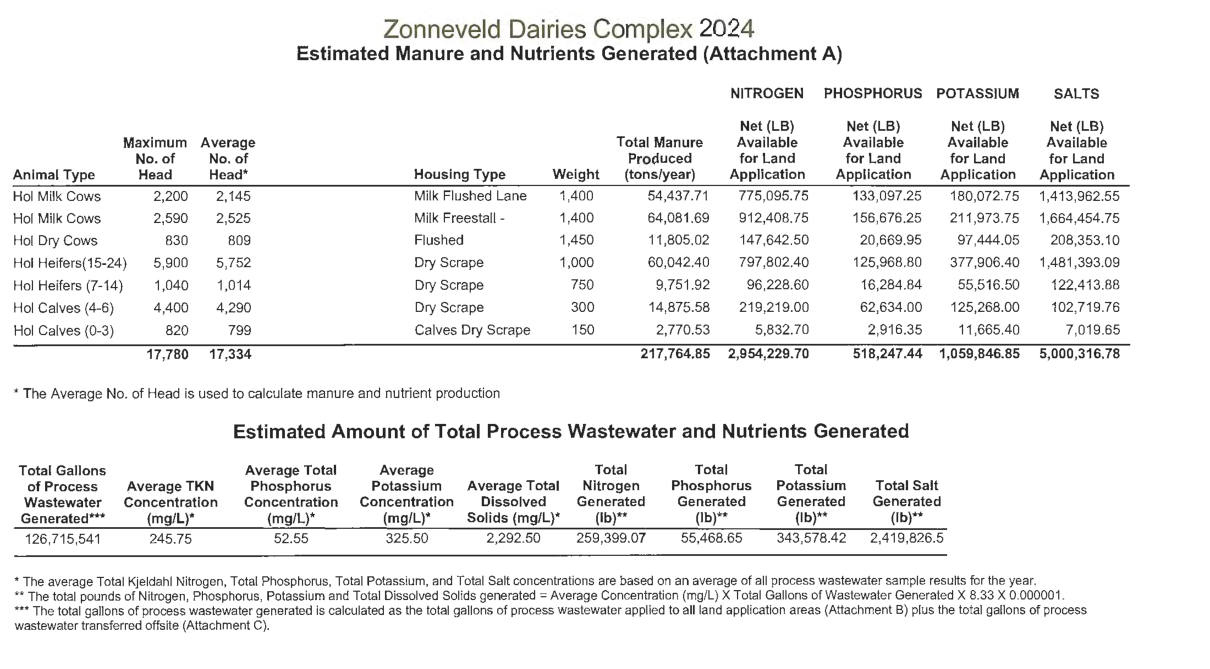 Zonneveld Dairies Complex 2024
Estimated Manure and Nutrients Generated (Attachment A)
NITROGEN PHOSPHORUS POTASSIUM SALTS
Animal Type Maximum No. of Head Average No. of Head* Housing Type Weight Total Manure Produced (tons/year) Net (LB) Available for Land Application Net (LB) Available for Land Application Net (LB) Available for Land Application Net (LB) Available for Land Application
Hol Milk Cows 2,200 2,145 Milk Flushed Lane 1,400 54,437.71 775,095.75 133,097.25 180,072.75 1,413,962.55
Hol Milk Cows 2,590 2,525 Milk Freestall - 1,400 64,081.69 912,408.75 156,676.25 211,973.75 1,664,454.75
Hol Dry Cows 830 809 Flushed 1,450 11,805.02 147,642.50 20,669.95 97,444.05 208,353.10
Hol Heifers(15-24) 5,900 5,752 Dry Scrape 1,000 60,042.40 797,802.40 125,968.80 377,906.40 1,481,393.09
Hol Heifers (7-14) 1,040 1,014 Dry Scrape 750 9,751.92 96,228.60 16,284.84 55,516.50 122,413.88
Hol Calves (4-6) 4,400 4,290 Dry Scrape 300 14,875.58 219,219.00 62,634.00 125,268.00 102,719.76
Hol Calves (0-3) 820 799 Calves Dry Scrape 150 2,770.53 5,832.70 2,916.35 11,665.40 7,019.65
17,780 17,334 217,764.85 2,954,229.70 518,247.44 1,059,846.85 5,000,316.78
* The Average No. of Head is used to calculate manure and nutrient production
Estimated Amount of Total Process Wastewater and Nutrients Generated
Total Gallons of Process Wastewater Generated*** Average TKN Concentration (mg/L)* Average Total Phosphorus Concentration (mg/L)* Average Potassium Concentration (mg/L)* Average Total Dissolved Solids (mg/L)* Total Nitrogen Generated (lb)** Total Phosphorus Generated (lb)** Total Potassium Generated (lb)** Total Salt Generated (lb)**
126,715,541 245.75 52.55 325.50 2,292.50 259,399.07 55,468.65 343,578.42 2,419,826.5
* The average Total Kjeldahl Nitrogen, Total Phosphorus, Total Potassium, and Total Salt concentrations are based on an average of all process wastewater sample results for the year.
** The total pounds of Nitrogen, Phosphorus, Potassium and Total Dissolved Solids generated = Average Concentration (mg/L) X Total Gallons of Wastewater Generated X 8.33 X 0.000001.
*** The total gallons of process wastewater generated is calculated as the total gallons of process wastewater applied to all land application areas (Attachment B) plus the total gallons of process
wastewater transferred offsite (Attachment C).